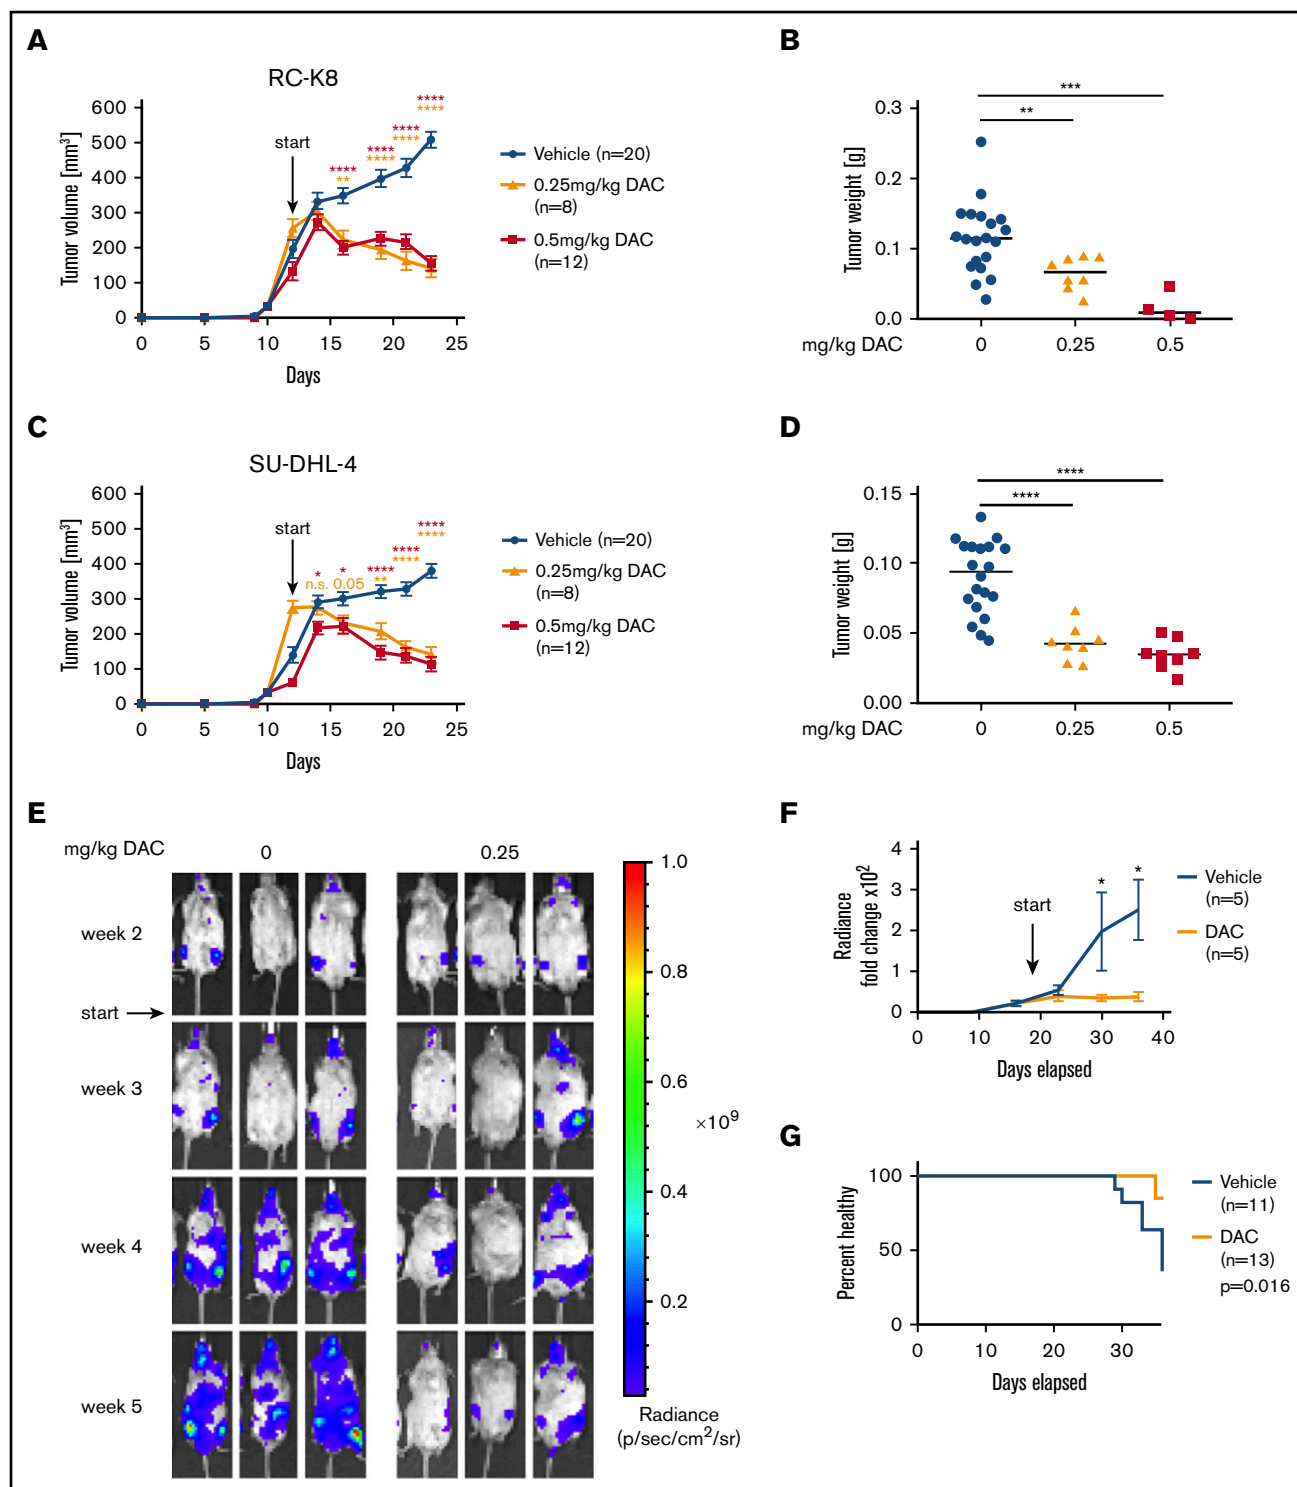 A
RC-K8
Tumor volume [mm³]
600
500
400
300
200
100
0
0 5 10 15 20 25
Days
start
****
**
****
****
****
****
****
****
Vehicle (n=20)
0.25mg/kg DAC
(n=8)
0.5mg/kg DAC
(n=12)
B
Tumor weight [g]
0.3
0.2
0.1
0.0
***
**
mg/kg DAC 0 0.25 0.5
C
SU-DHL-4
Tumor volume [mm³]
600
500
400
300
200
100
0
0 5 10 15 20 25
Days
start
*
n.s.
*
0.05
****
**
****
****
****
****
Vehicle (n=20)
0.25mg/kg DAC
(n=8)
0.5mg/kg DAC
(n=12)
D
Tumor weight [g]
0.15
0.10
0.05
0.00
****
****
mg/kg DAC 0 0.25 0.5
E
mg/kg DAC 0 0.25
week 2
start
week 3
week 4
week 5
1.0
0.8
0.6
×10⁹
0.4
0.2
Radiance
(p/sec/cm²/sr)
F
Radiance
fold change x10²
4
3
2
1
0
0 10 20 30 40
Days elapsed
start
*
*
Vehicle
(n=5)
DAC
(n=5)
G
Percent healthy
100
50
0
0 10 20 30
Days elapsed
Vehicle
(n=11)
DAC
(n=13)
p=0.016